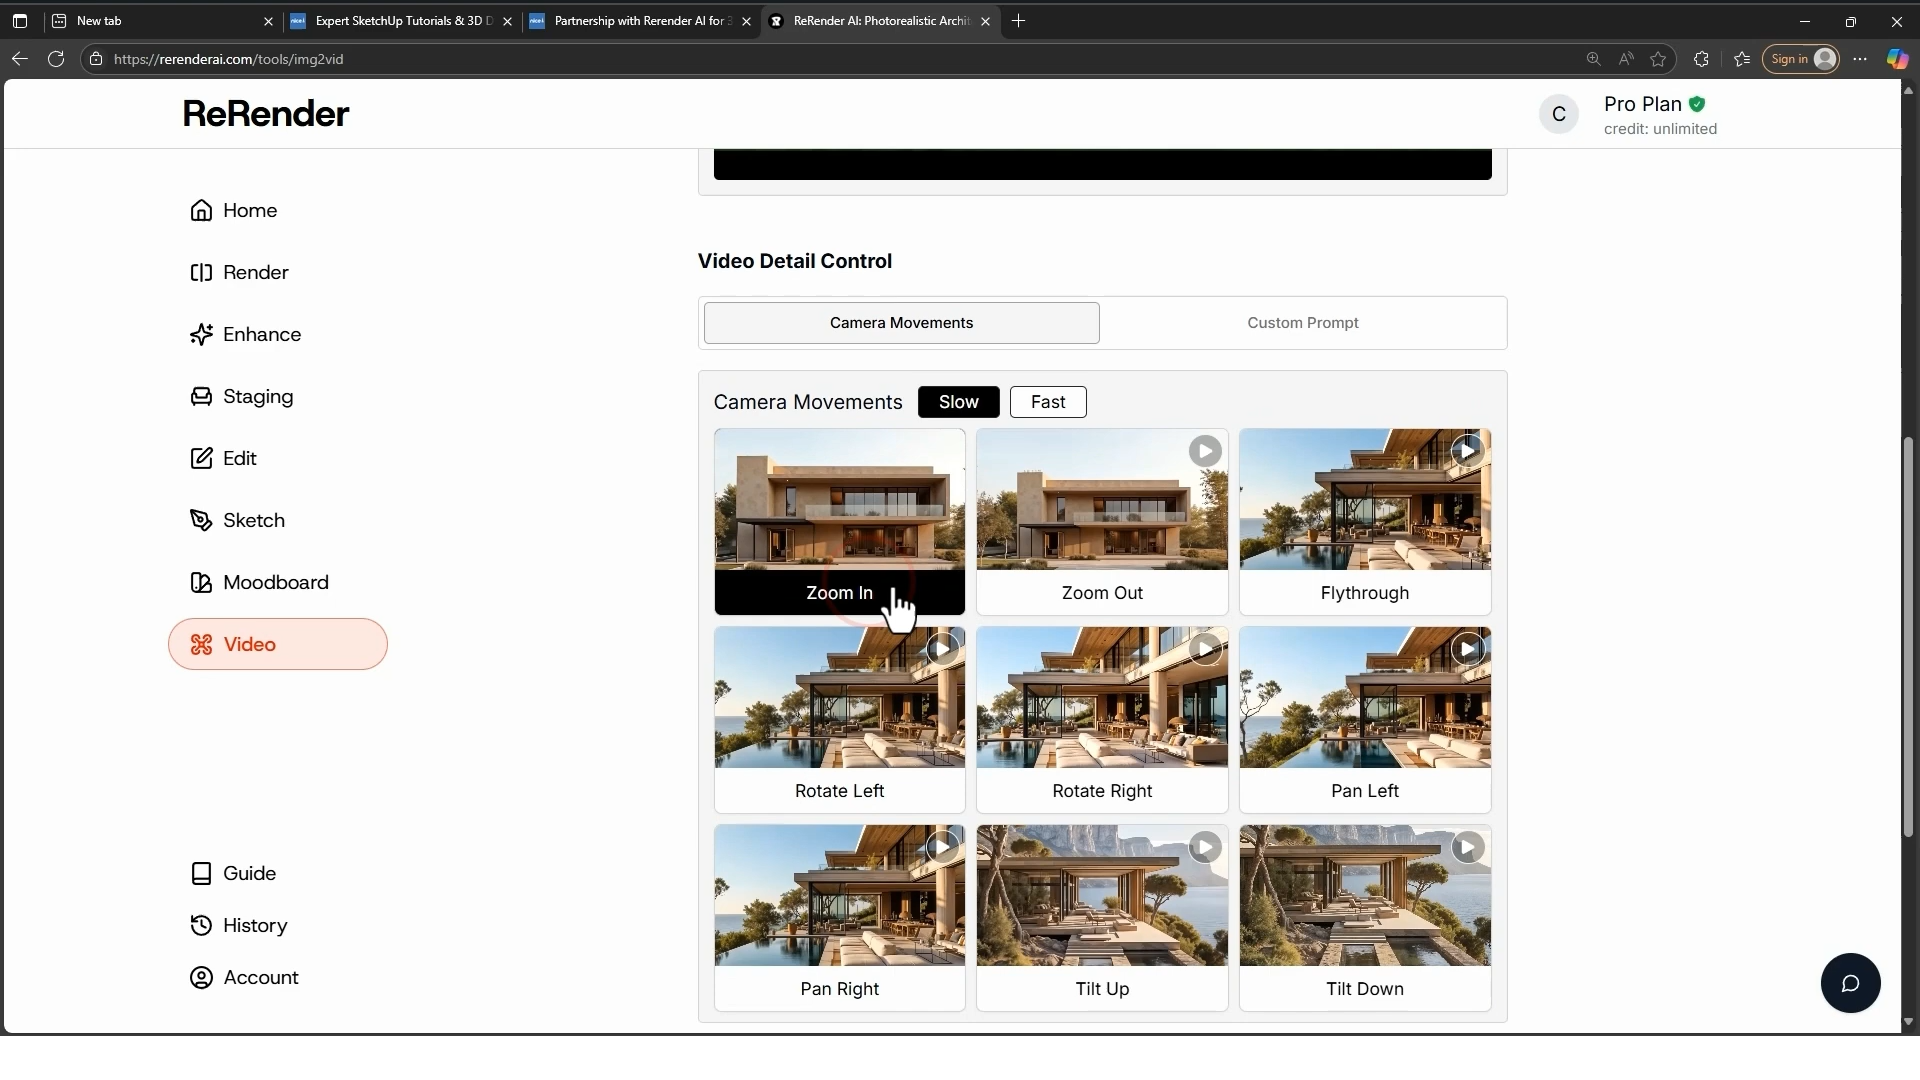 New tab
Expert SketchUp Tutorials & 3D D
Partnership with Rerender AI for 3
ReRender AI: Photorealistic Archit
https://rerenderai.com/tools/img2vid
Sign in
ReRender
C
Pro Plan
credit: unlimited
Home
Render
Enhance
Staging
Edit
Sketch
Moodboard
Video
Guide
History
Account
Video Detail Control
Camera Movements
Custom Prompt
Camera Movements
Slow
Fast
Zoom In
Zoom Out
Flythrough
Rotate Left
Rotate Right
Pan Left
Pan Right
Tilt Up
Tilt Down